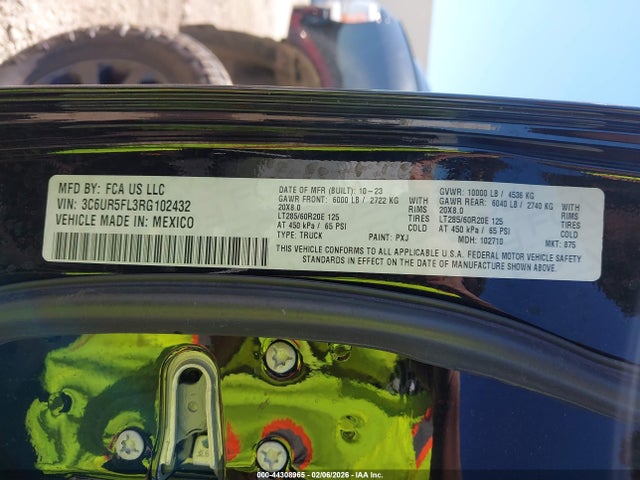 MFD BY: FCA US LLC
VIN: 3C6UR5FL3RG102432
VEHICLE MADE IN: MEXICO
DATE OF MFR (BUILT): 10-23
GVWR: 10000 LB / 4536 KG
GAWR FRONT: 6000 LB / 2722 KG WITH
GAWR REAR: 6040 LB / 2740 KG WITH
20X8.0
20X8.0
LT285/60R20E 125 TIRES
LT285/60R20E 125 TIRES
AT 450 kPa / 65 PSI COLD
AT 450 kPa / 65 PSI COLD
TYPE: TRUCK PAINT: PXJ MDH: 102710 MKT: 875
THIS VEHICLE CONFORMS TO ALL APPLICABLE U.S.A. FEDERAL MOTOR VEHICLE SAFETY
STANDARDS IN EFFECT ON THE DATE OF MANUFACTURE SHOWN ABOVE.
000-44308965 - 02/06/2026 - IAA Inc.